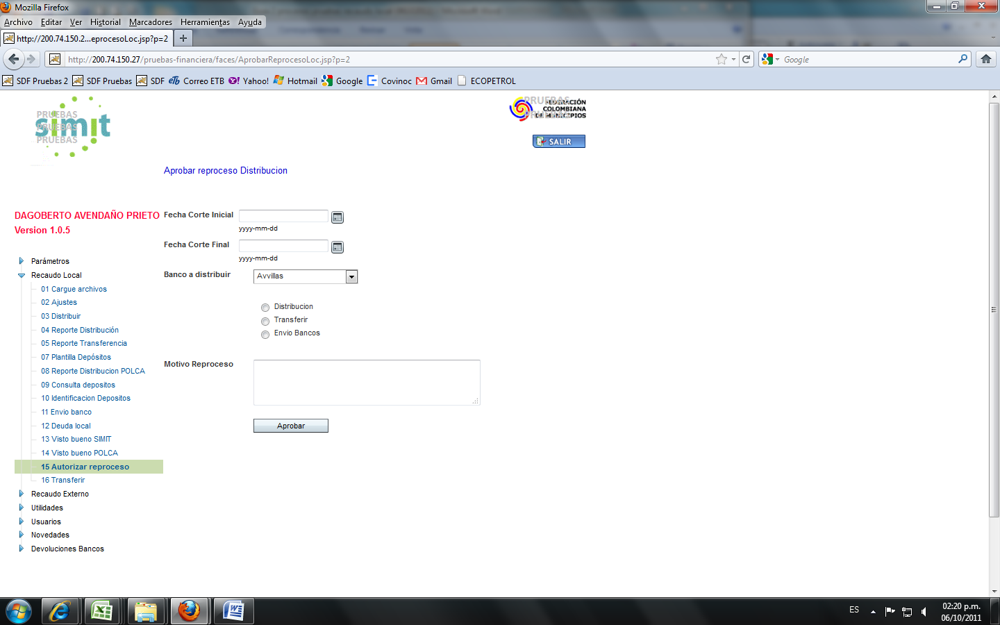 Mozilla Firefox
Archivo Editar Ver Historial Marcadores Herramientas Ayuda
http://200.74.150.2...eprocesoLoc.jsp?p=2
http://200.74.150.27/pruebas-financiera/faces/AprobarReprocesoLoc.jsp?p=2
Google
SDF Pruebas 2 SDF Pruebas SDF Correo ETB Yahoo! Hotmail Google Covinoc Gmail ECOPETROL
PRUEBAS
simit
PRUEBAS
PRUEBAS
PRUEBAS
FEDERACIÓN
COLOMBIANA
DE MUNICIPIOS
SALIR
Aprobar reproceso Distribucion
DAGOBERTO AVENDAÑO PRIETO
Version 1.0.5
Fecha Corte Inicial
yyyy-mm-dd
Fecha Corte Final
yyyy-mm-dd
Banco a distribuir Avvillas
Distribucion
Transferir
Envio Bancos
Motivo Reproceso
Aprobar
Parámetros
Recaudo Local
01 Cargue archivos
02 Ajustes
03 Distribuir
04 Reporte Distribución
05 Reporte Transferencia
07 Plantilla Depósitos
08 Reporte Distribucion POLCA
09 Consulta depositos
10 Identificacion Depositos
11 Envio banco
12 Deuda local
13 Visto bueno SIMIT
14 Visto bueno POLCA
15 Autorizar reproceso
16 Transferir
Recaudo Externo
Utilidades
Usuarios
Novedades
Devoluciones Bancos
ES
02:20 p.m.
06/10/2011